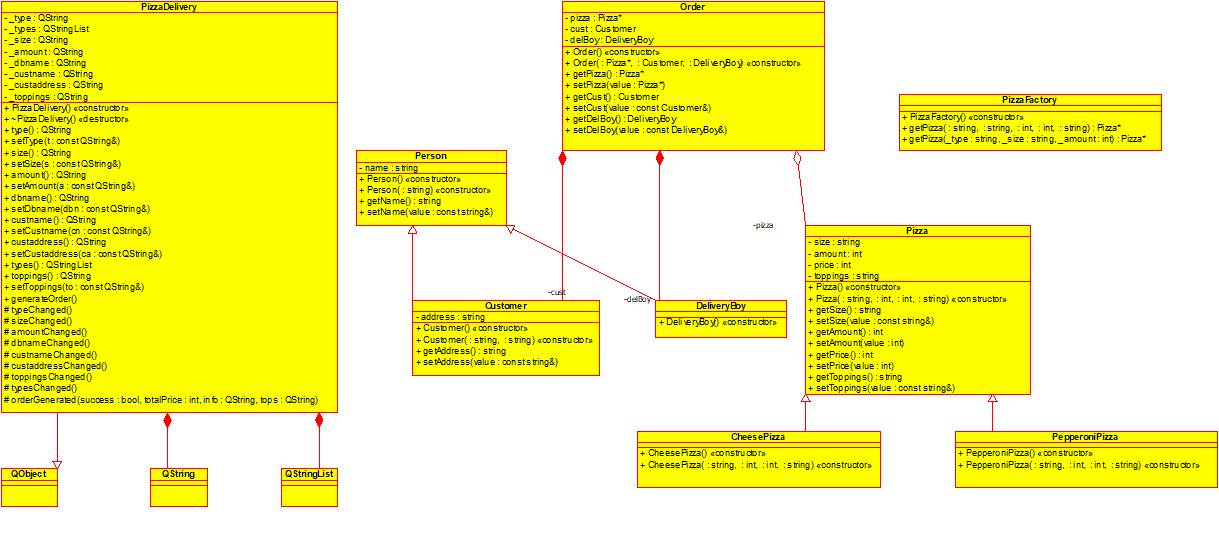 PizzaDelivery
- _type : QString
- _types : QStringList
- _size : QString
- _amount : QString
- _dbname : QString
- _custname : QString
- _custaddress : QString
- _toppings : QString
+ PizzaDelivery() «constructor»
+ ~PizzaDelivery() «destructor»
+ type() : QString
+ setType(t : const QString&)
+ size() : QString
+ setSize(s : const QString&)
+ amount() : QString
+ setAmount(a : const QString&)
+ dbname() : QString
+ setDbname(dbn : const QString&)
+ custname() : QString
+ setCustname(cn : const QString&)
+ custaddress() : QString
+ setCustaddress(ca : const QString&)
+ types() : QStringList
+ toppings() : QString
+ setToppings(to : const QString&)
+ generateOrder()
# typeChanged()
# sizeChanged()
# amountChanged()
# dbnameChanged()
# custnameChanged()
# custaddressChanged()
# toppingsChanged()
# typesChanged()
# orderGenerated(success : bool, totalPrice : int, info : QString, tops : QString)
QObject
QString
QStringList
Order
- pizza : Pizza*
- cust : Customer
- delBoy : DeliveryBoy
+ Order() «constructor»
+ Order( : Pizza*, : Customer, : DeliveryBoy) «constructor»
+ getPizza() : Pizza*
+ setPizza(value : Pizza*)
+ getCust() : Customer
+ setCust(value : const Customer&)
+ getDelBoy() : DeliveryBoy
+ setDelBoy(value : const DeliveryBoy&)
PizzaFactory
+ PizzaFactory() «constructor»
+ getPizza( : string, : string, : int, : int, : string) : Pizza*
+ getPizza(_type : string, _size : string, _amount : int) : Pizza*
Person
- name : string
+ Person() «constructor»
+ Person( : string) «constructor»
+ getName() : string
+ setName(value : const string&)
-pizza
-cust
-delBoy
Customer
- address : string
+ Customer() «constructor»
+ Customer( : string, : string) «constructor»
+ getAddress() : string
+ setAddress(value : const string&)
DeliveryBoy
+ DeliveryBoy() «constructor»
Pizza
- size : string
- amount : int
- price : int
- toppings : string
+ Pizza() «constructor»
+ Pizza( : string, : int, : int, : string) «constructor»
+ getSize() : string
+ setSize(value : const string&)
+ getAmount() : int
+ setAmount(value : int)
+ getPrice() : int
+ setPrice(value : int)
+ getToppings() : string
+ setToppings(value : const string&)
CheesePizza
+ CheesePizza() «constructor»
+ CheesePizza( : string, : int, : int, : string) «constructor»
PepperoniPizza
+ PepperoniPizza() «constructor»
+ PepperoniPizza( : string, : int, : int, : string) «constructor»